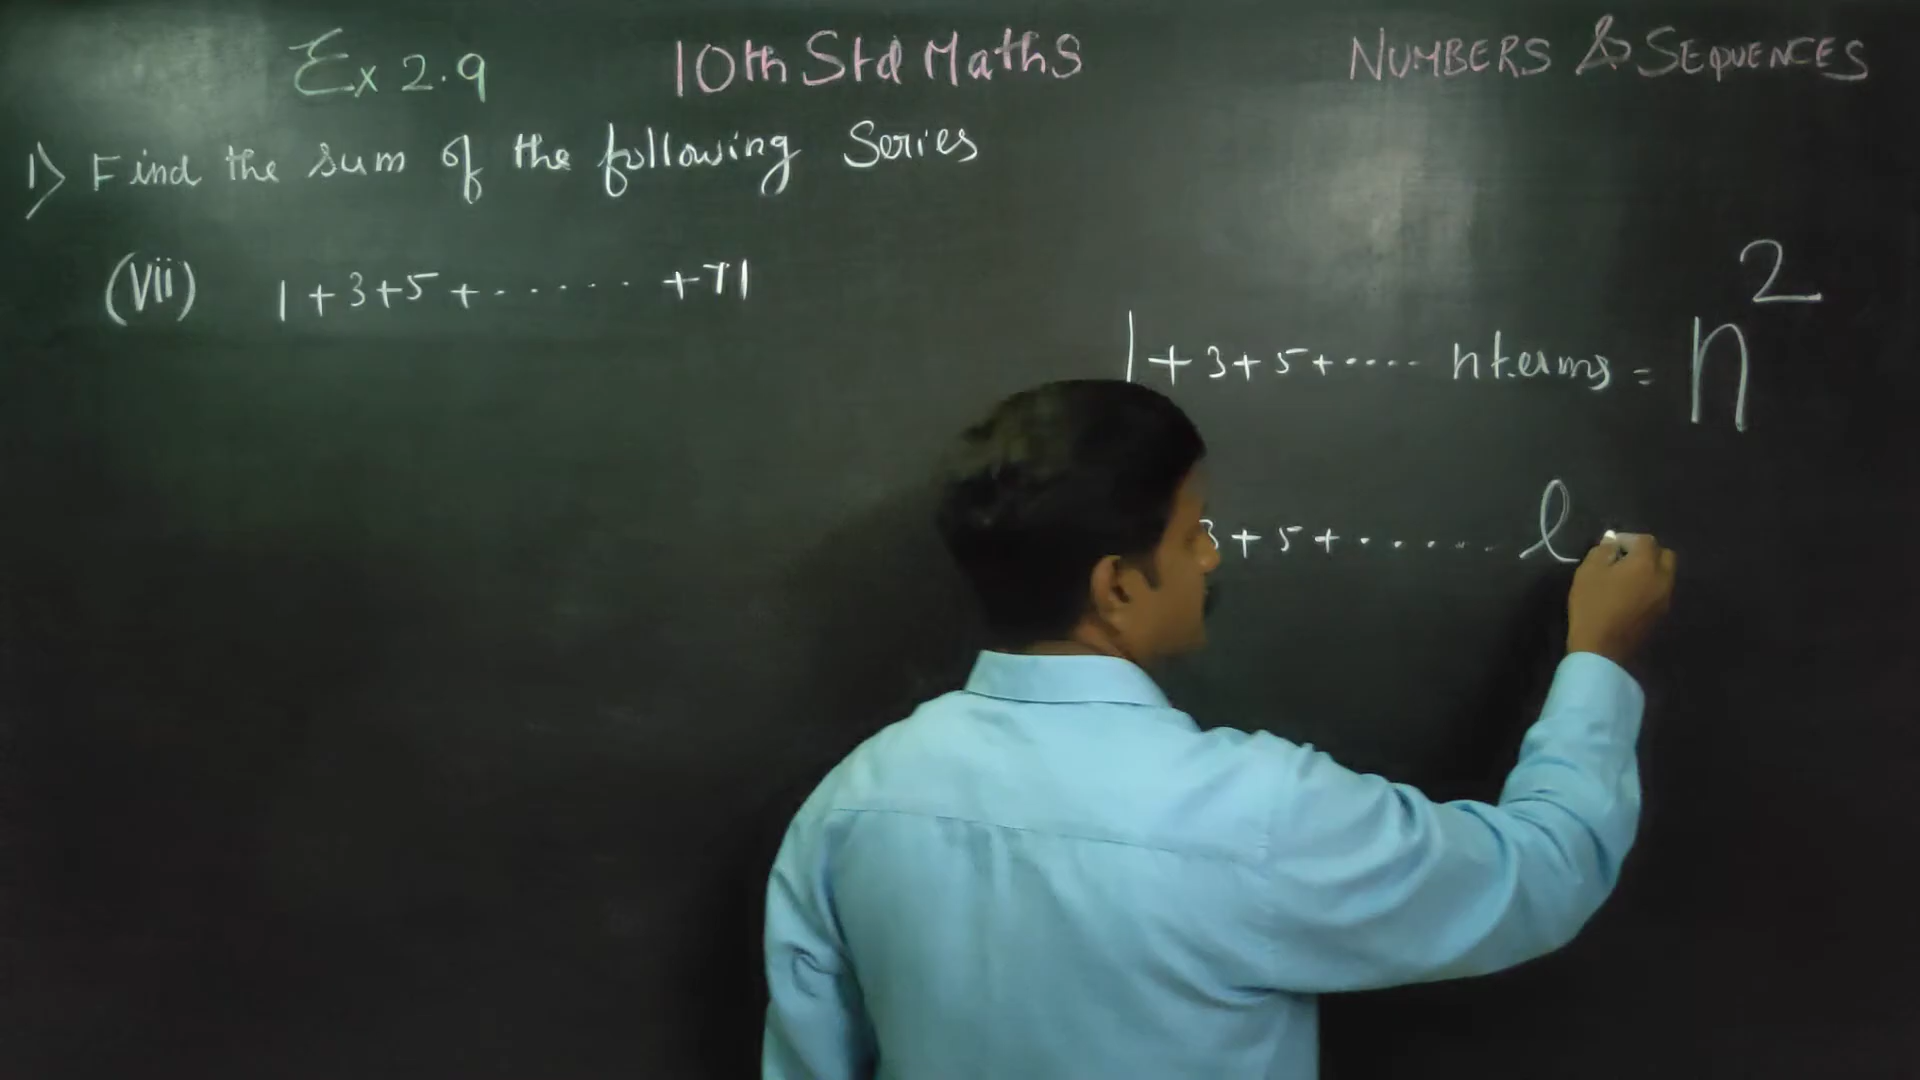 Ex 2.9
10th Std Maths
NUMBERS & SEQUENCES
1) Find the sum of the following Series
(vii) 1+3+5+...... +71
1+3+5+.... n terms = n²
3+5+...... l